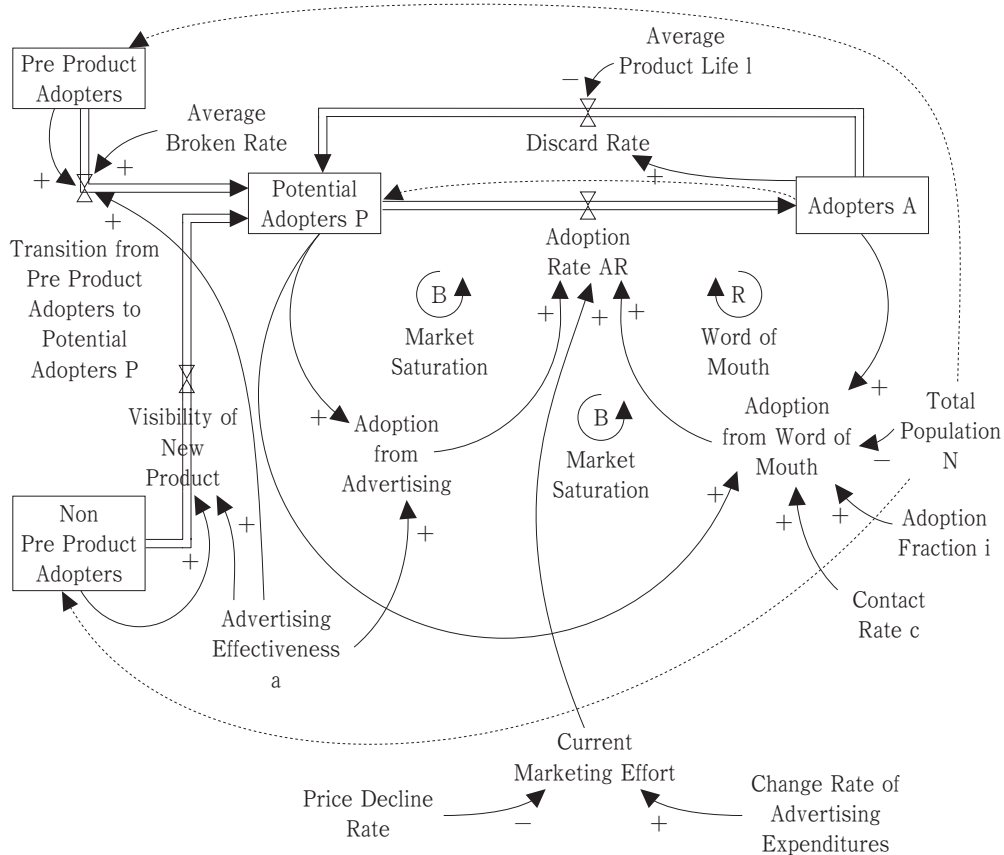 Pre Product
Adopters
Average
Product Life l
−
Average
Broken Rate
+
+
+
Discard Rate
+
Potential
Adopters P
Adopters A
Transition from
Pre Product
Adopters to
Potential
Adopters P
Adoption
Rate AR
B
Market
Saturation
+
+
+
R
Word of
Mouth
B
Market
Saturation
Visibility of
New
Product
+
Adoption
from
Advertising
+
Adoption
from Word of
Mouth
+
−
Total
Population
N
+
+
+
Adoption
Fraction i
Non
Pre Product
Adopters
+
+
+
Advertising
Effectiveness
a
Contact
Rate c
Current
Marketing Effort
Price Decline
Rate
−
+
Change Rate of
Advertising
Expenditures